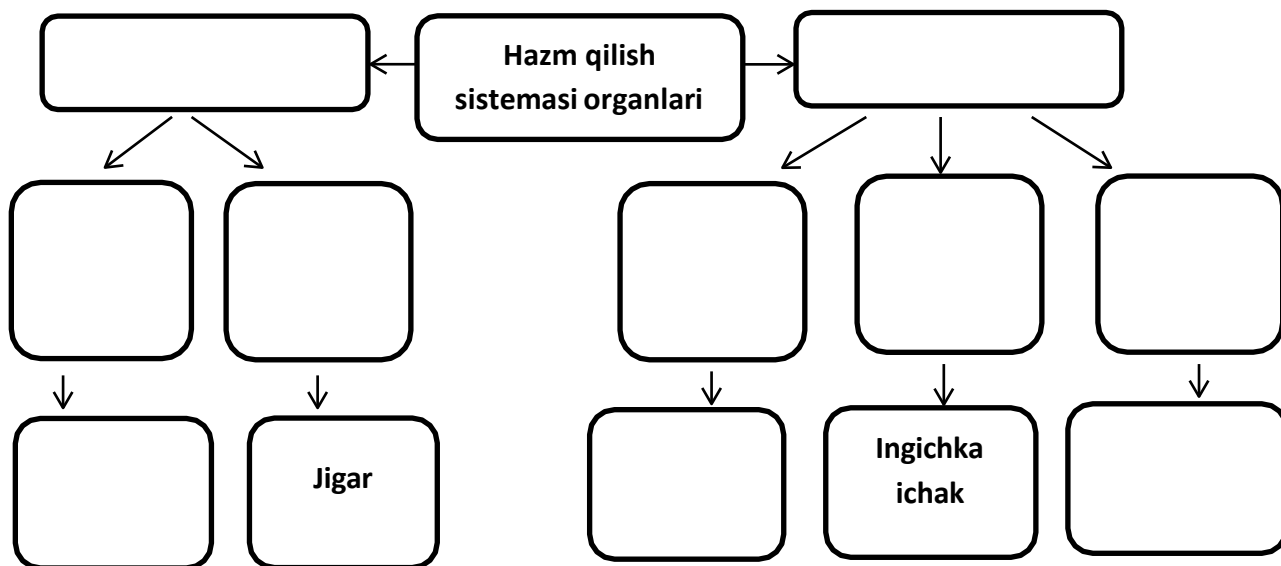 Hazm qilish
sistemasi organlari
Jigar
Ingichka
ichak